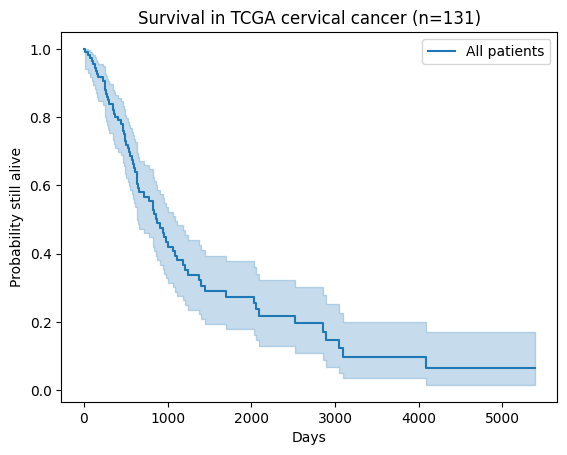 Survival in TCGA cervical cancer (n=131)
All patients
Probability still alive
1.0
0.8
0.6
0.4
0.2
0.0
0 1000 2000 3000 4000 5000
Days